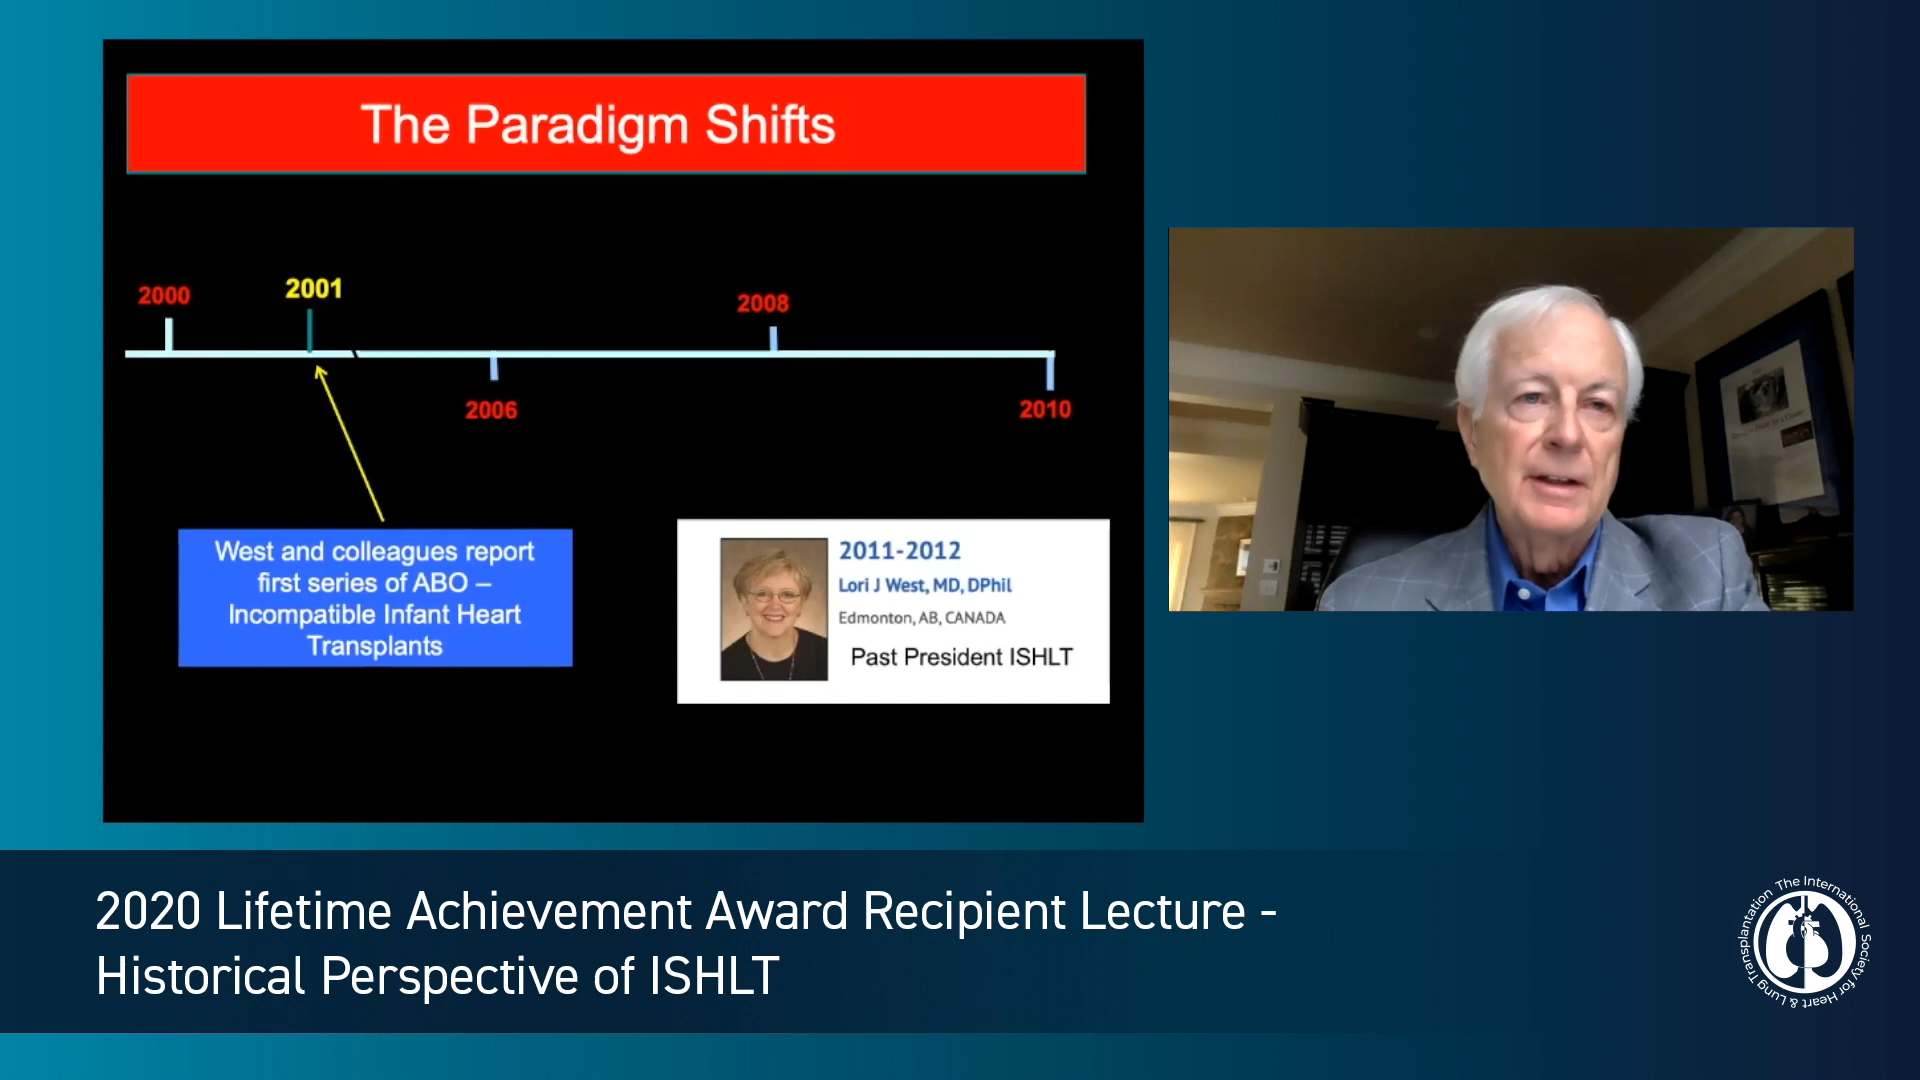 The Paradigm Shifts
2000
2001
2008
2006
2010
West and colleagues report
first series of ABO –
Incompatible Infant Heart
Transplants
2011-2012
Lori J West, MD, DPhil
Edmonton, AB, CANADA
Past President ISHLT
2020 Lifetime Achievement Award Recipient Lecture -
Historical Perspective of ISHLT
The International Society for Heart & Lung Transplantation